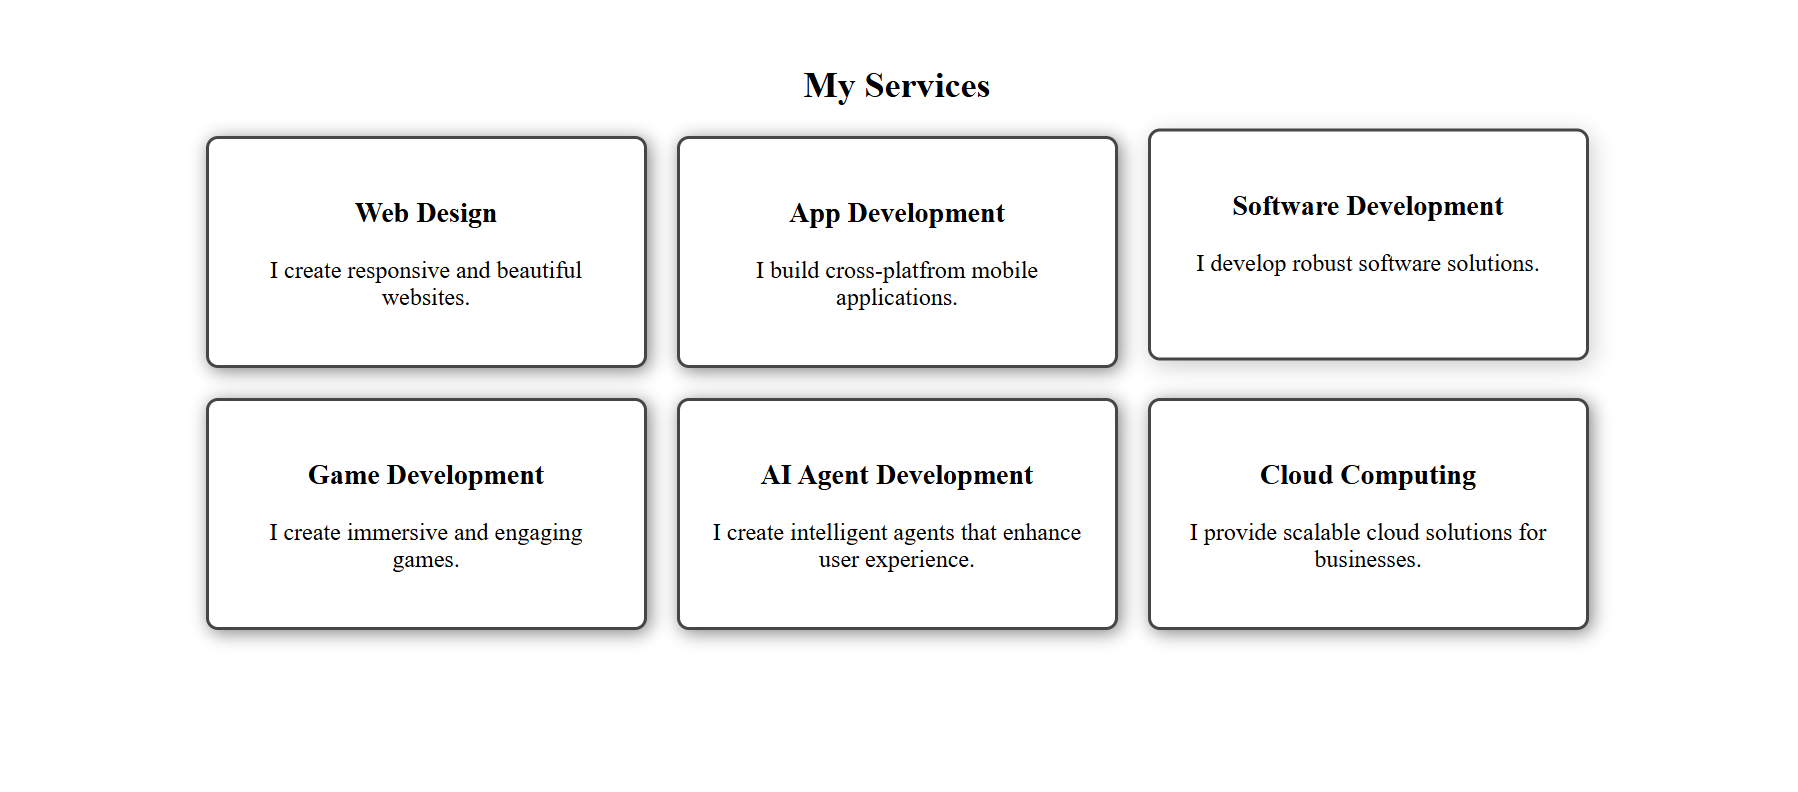 My Services
Web Design
I create responsive and beautiful
websites.
App Development
I build cross-platfrom mobile
applications.
Software Development
I develop robust software solutions.
Game Development
I create immersive and engaging
games.
AI Agent Development
I create intelligent agents that enhance
user experience.
Cloud Computing
I provide scalable cloud solutions for
businesses.